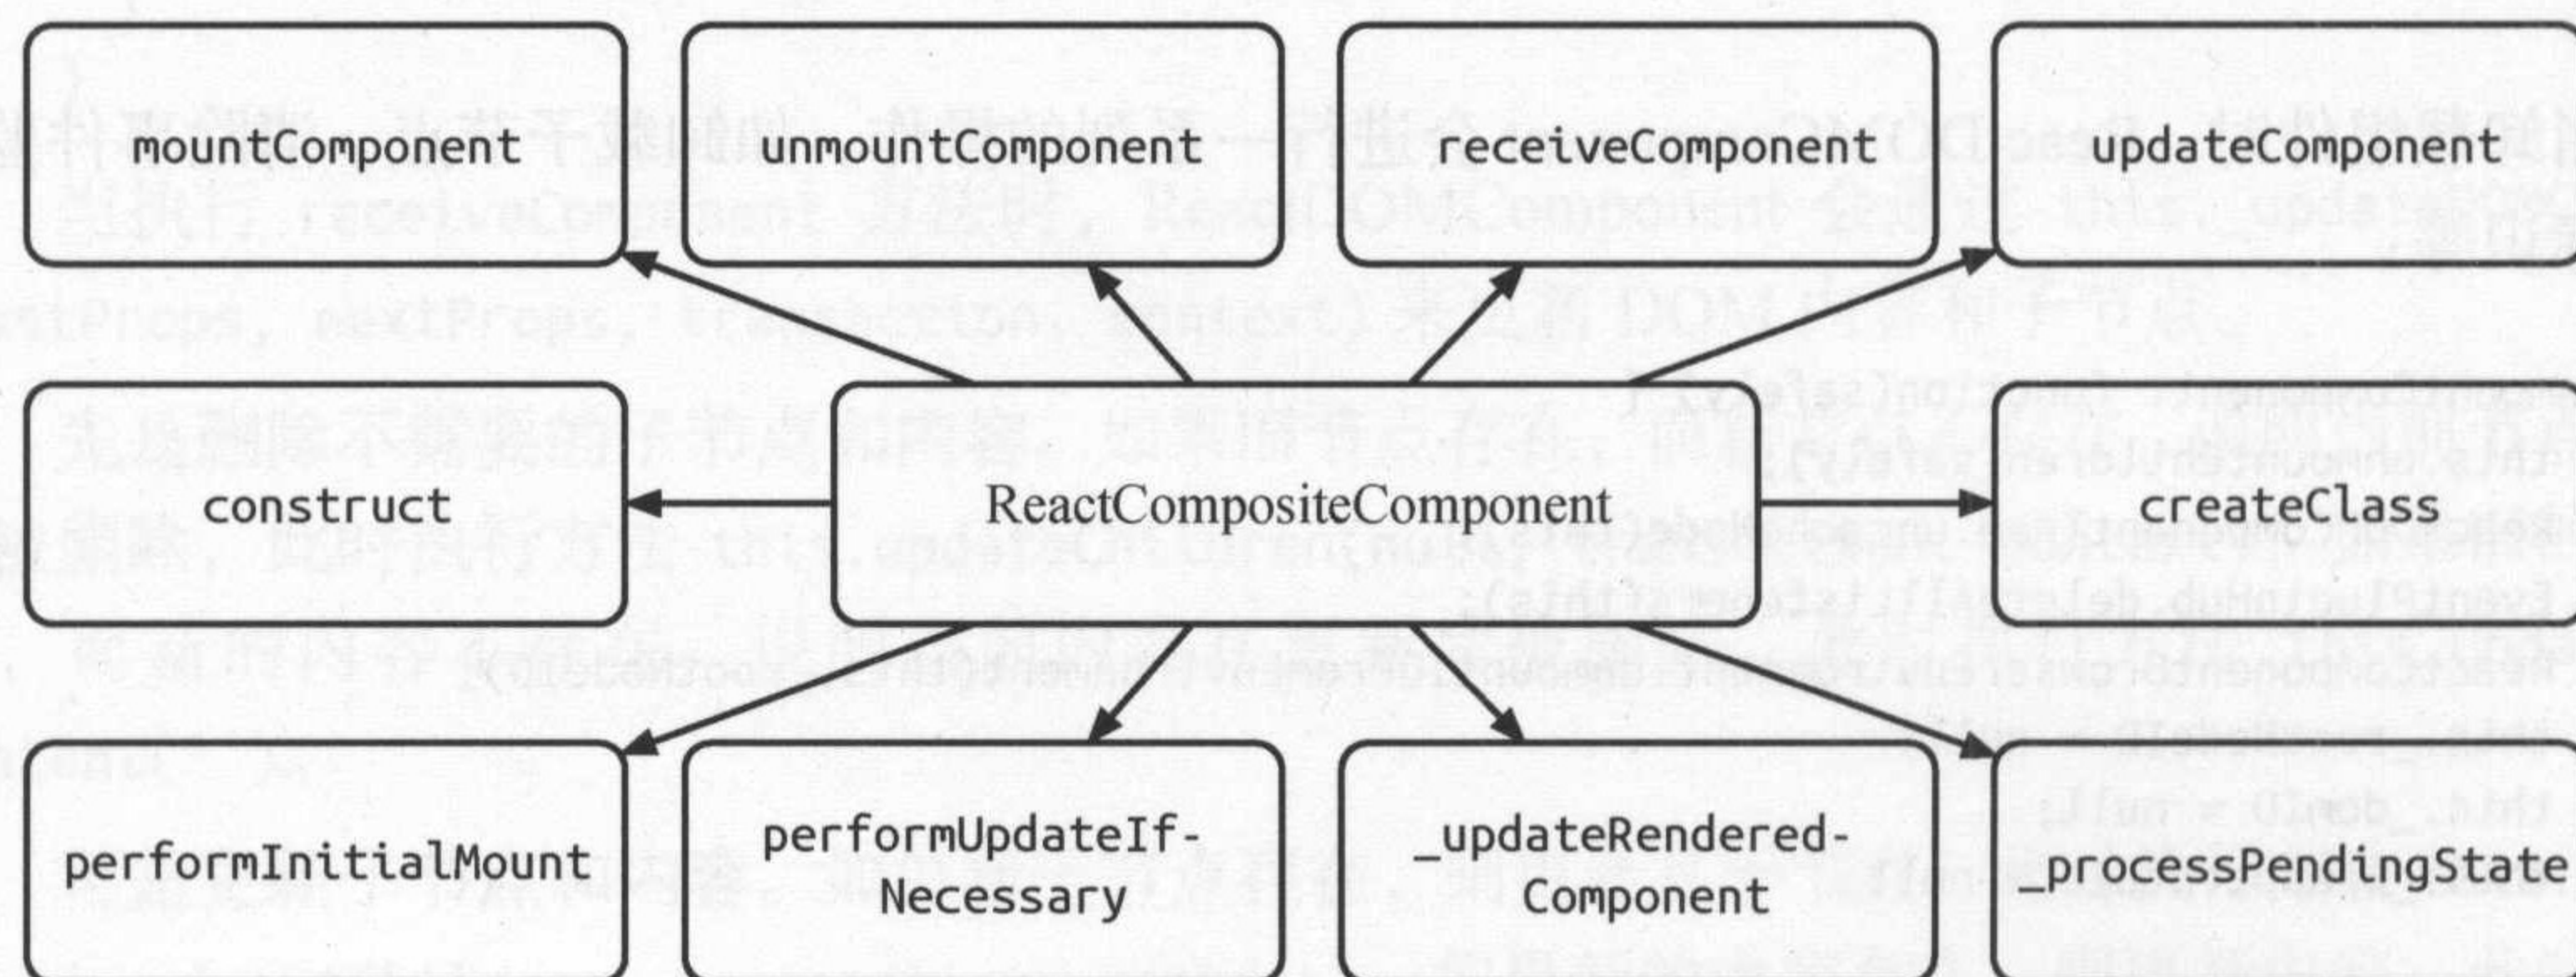 mountComponent
unmountComponent
receiveComponent
updateComponent
construct
ReactCompositeComponent
createClass
performInitialMount
performUpdateIf-
Necessary
_updateRendered-
Component
_processPendingState